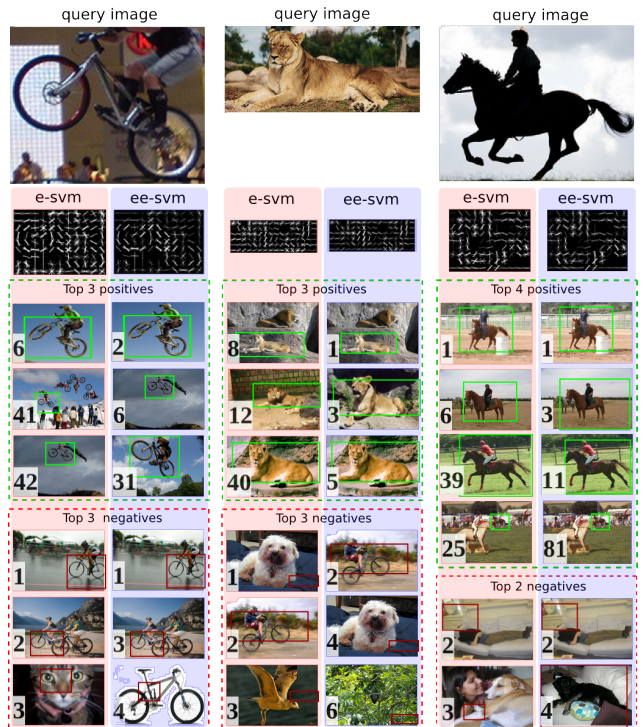 query image
query image
query image
e-svm
ee-svm
e-svm
ee-svm
e-svm
ee-svm
Top 3 positives
Top 3 positives
Top 4 positives
6
2
8
1
1
1
41
6
12
3
6
3
42
31
40
5
39
11
25
81
Top 3 negatives
Top 3 negatives
Top 2 negatives
1
1
1
2
2
3
2
4
2
2
3
4
3
6
3
4